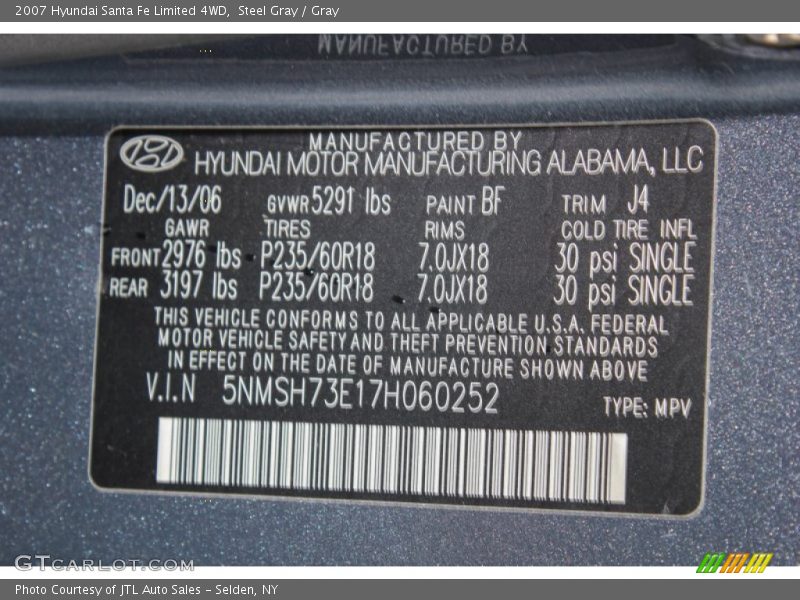 2007 Hyundai Santa Fe Limited 4WD,  Steel Gray / Gray
MANUFACTURED BY
MANUFACTURED BY
HYUNDAI MOTOR MANUFACTURING ALABAMA, LLC
Dec/13/06 GVWR 5291 lbs PAINT BF TRIM J4
GAWR TIRES RIMS COLD TIRE INFL
FRONT 2976 lbs P235/60R18 7.0JX18 30 psi SINGLE
REAR 3197 lbs P235/60R18 7.0JX18 30 psi SINGLE
THIS VEHICLE CONFORMS TO ALL APPLICABLE U.S.A. FEDERAL
MOTOR VEHICLE SAFETY AND THEFT PREVENTION STANDARDS
IN EFFECT ON THE DATE OF MANUFACTURE SHOWN ABOVE
V.I.N 5NMSH73E17H060252
TYPE: MPV
GTCARLOT.COM
Photo Courtesy of JTL Auto Sales - Selden, NY